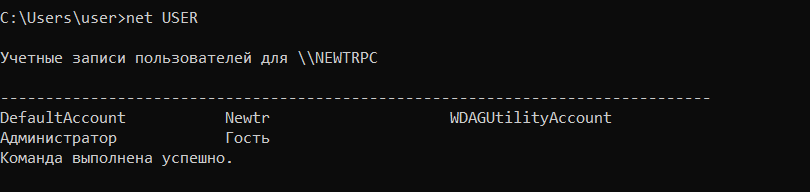 C:\Users\user>net USER
Учетные записи пользователей для \\NEWTRPC
-------------------------------------------------------------------------------
DefaultAccount           Newtr                    WDAGUtilityAccount
Администратор            Гость
Команда выполнена успешно.